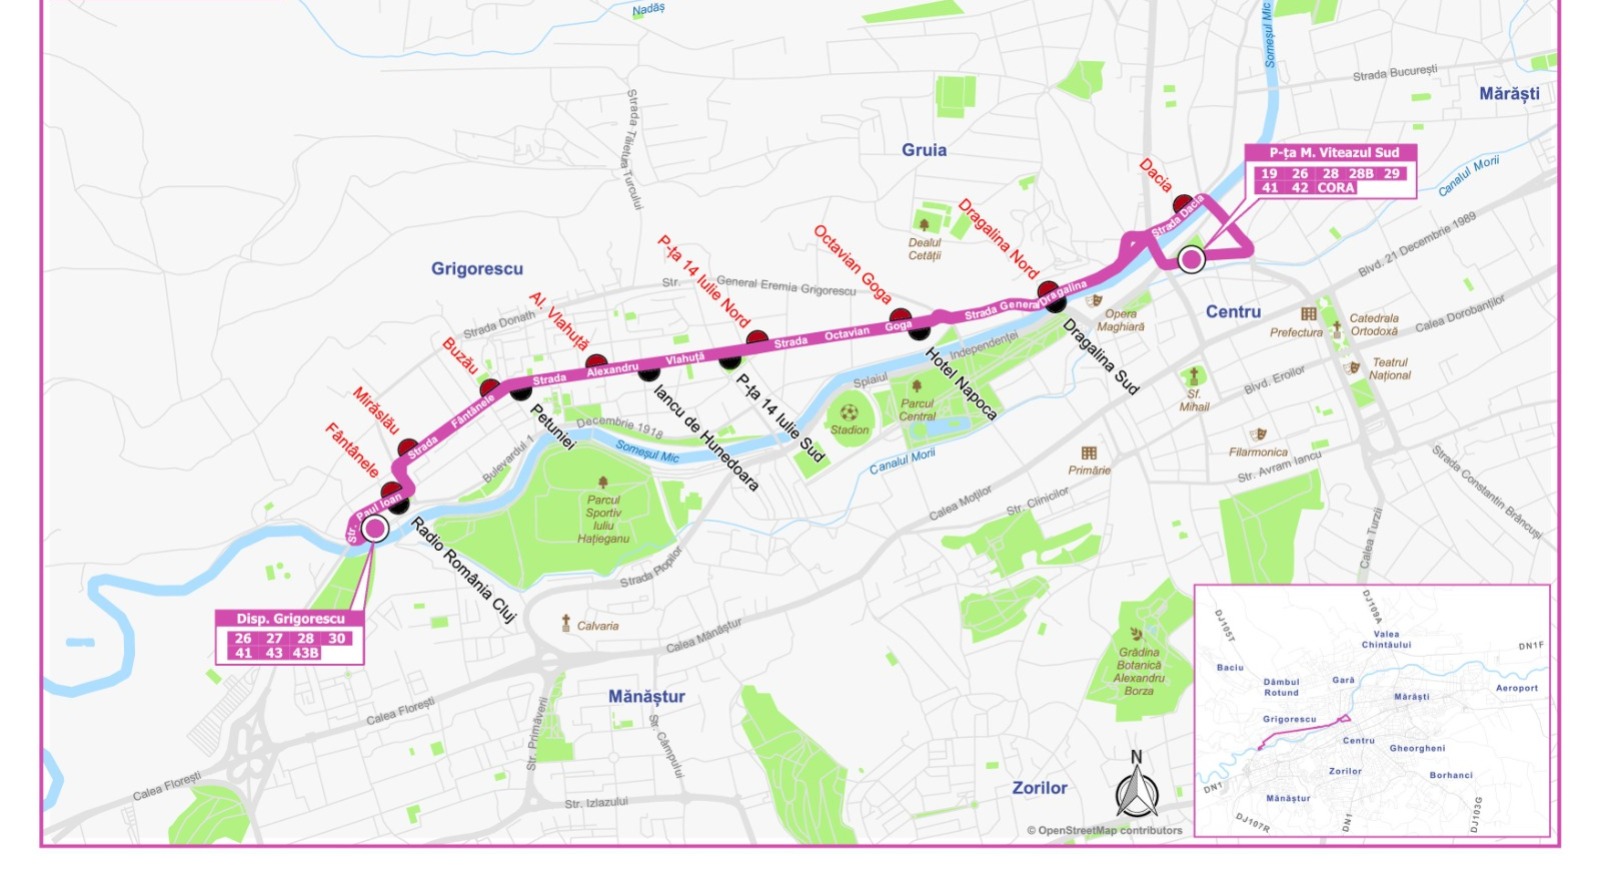 Nadăș
Someșul Mic
Strada București
Mărăști
Strada Tăietura Turcului
Gruia
P-ța M. Viteazul Sud
19 26 28 28B 29
41 42 CORA
Canalul Morii
Dacia
Strada Dacia
Dragalina Nord
Dealul
Cetății
Octavian Goga
P-ța 14 Iulie Nord
Grigorescu
Str. General Eremia Grigorescu
Blvd. 21 Decembrie 1989
Al. Vlahuță
Strada Donath
Strada General Dragalina
Opera
Maghiară
Centru
Prefectura
Catedrala
Ortodoxă
Calea Dorobanților
Strada Octavian Goga
Buzău
Strada Alexandru Vlahuță
Splaiul Independenței
Hotel Napoca
Dragalina Sud
Teatrul
Național
Blvd. Eroilor
Sf.
Mihail
Mirăslău
Strada Fântânele
Petuniei
Iancu de Hunedoara
P-ța 14 Iulie Sud
Stadion
Parcul
Central
Fântânele
Bulevardul 1 Decembrie 1918
Someșul Mic
Canalul Morii
Primărie
Filarmonica
Str. Avram Iancu
Strada Constantin Brâncuși
Str. Paul Ioan
Radio România Cluj
Parcul
Sportiv
Iuliu
Hațieganu
Calea Moților
Str. Clinicilor
Calea Turzii
Strada Plopilor
Disp. Grigorescu
26 27 28 30
41 43 43B
Calvaria
Calea Mănăștur
Grădina
Botanică
Alexandru
Borza
Mănăștur
Calea Florești
Str. Primăverii
Str. Câmpului
Calea Florești
Str. Izlazului
Zorilor
N
© OpenStreetMap contributors
DJ105T
DJ109A
Valea
Chintăului
DN1F
Baciu
Dâmbul
Rotund
Gară
Mărăști
Aeroport
Grigorescu
Centru
Gheorgheni
Zorilor
Borhanci
DN1
Mănăștur
DJ107R
DN1
DJ103G